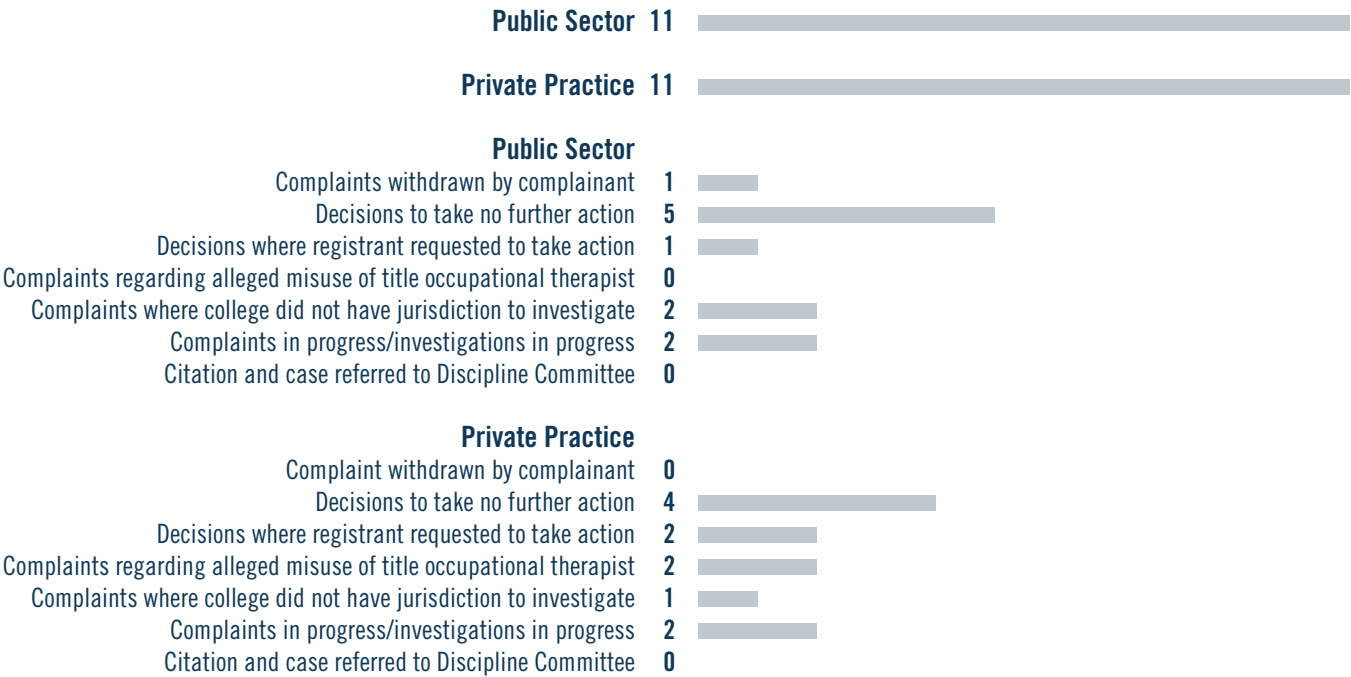 Public Sector 11
Private Practice 11
Public Sector
Complaints withdrawn by complainant 1
Decisions to take no further action 5
Decisions where registrant requested to take action 1
Complaints regarding alleged misuse of title occupational therapist 0
Complaints where college did not have jurisdiction to investigate 2
Complaints in progress/investigations in progress 2
Citation and case referred to Discipline Committee 0
Private Practice
Complaint withdrawn by complainant 0
Decisions to take no further action 4
Decisions where registrant requested to take action 2
Complaints regarding alleged misuse of title occupational therapist 2
Complaints where college did not have jurisdiction to investigate 1
Complaints in progress/investigations in progress 2
Citation and case referred to Discipline Committee 0